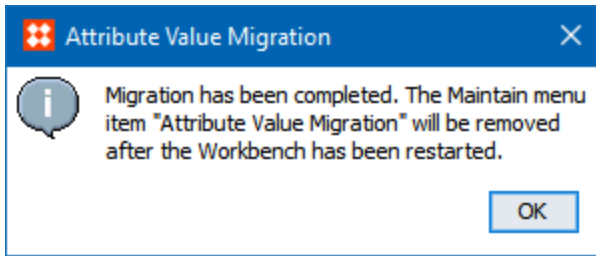 Attribute Value Migration
Migration has been completed. The Maintain menu
item "Attribute Value Migration" will be removed
after the Workbench has been restarted.
OK